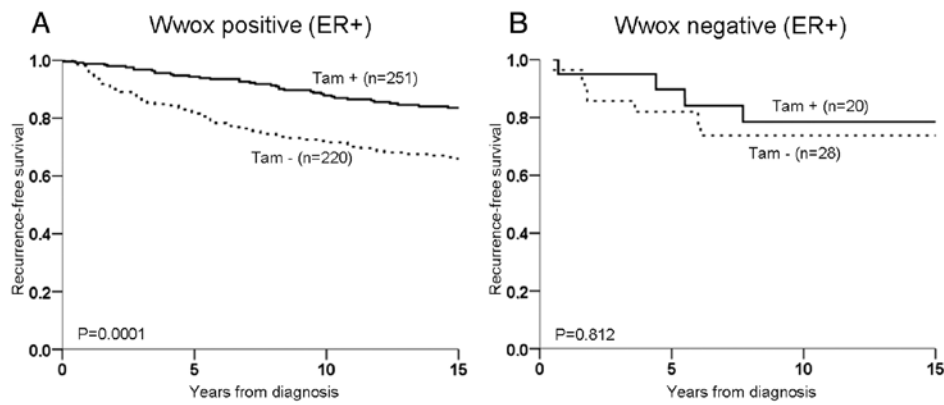 A
Wwox positive (ER+)
1.0
0.8
0.6
0.4
0.2
0.0
Recurrence-free survival
Tam + (n=251)
Tam - (n=220)
P=0.0001
0
5
10
15
Years from diagnosis
B
Wwox negative (ER+)
1.0
0.8
0.6
0.4
0.2
0.0
Recurrence-free survival
Tam + (n=20)
Tam - (n=28)
P=0.812
0
5
10
15
Years from diagnosis